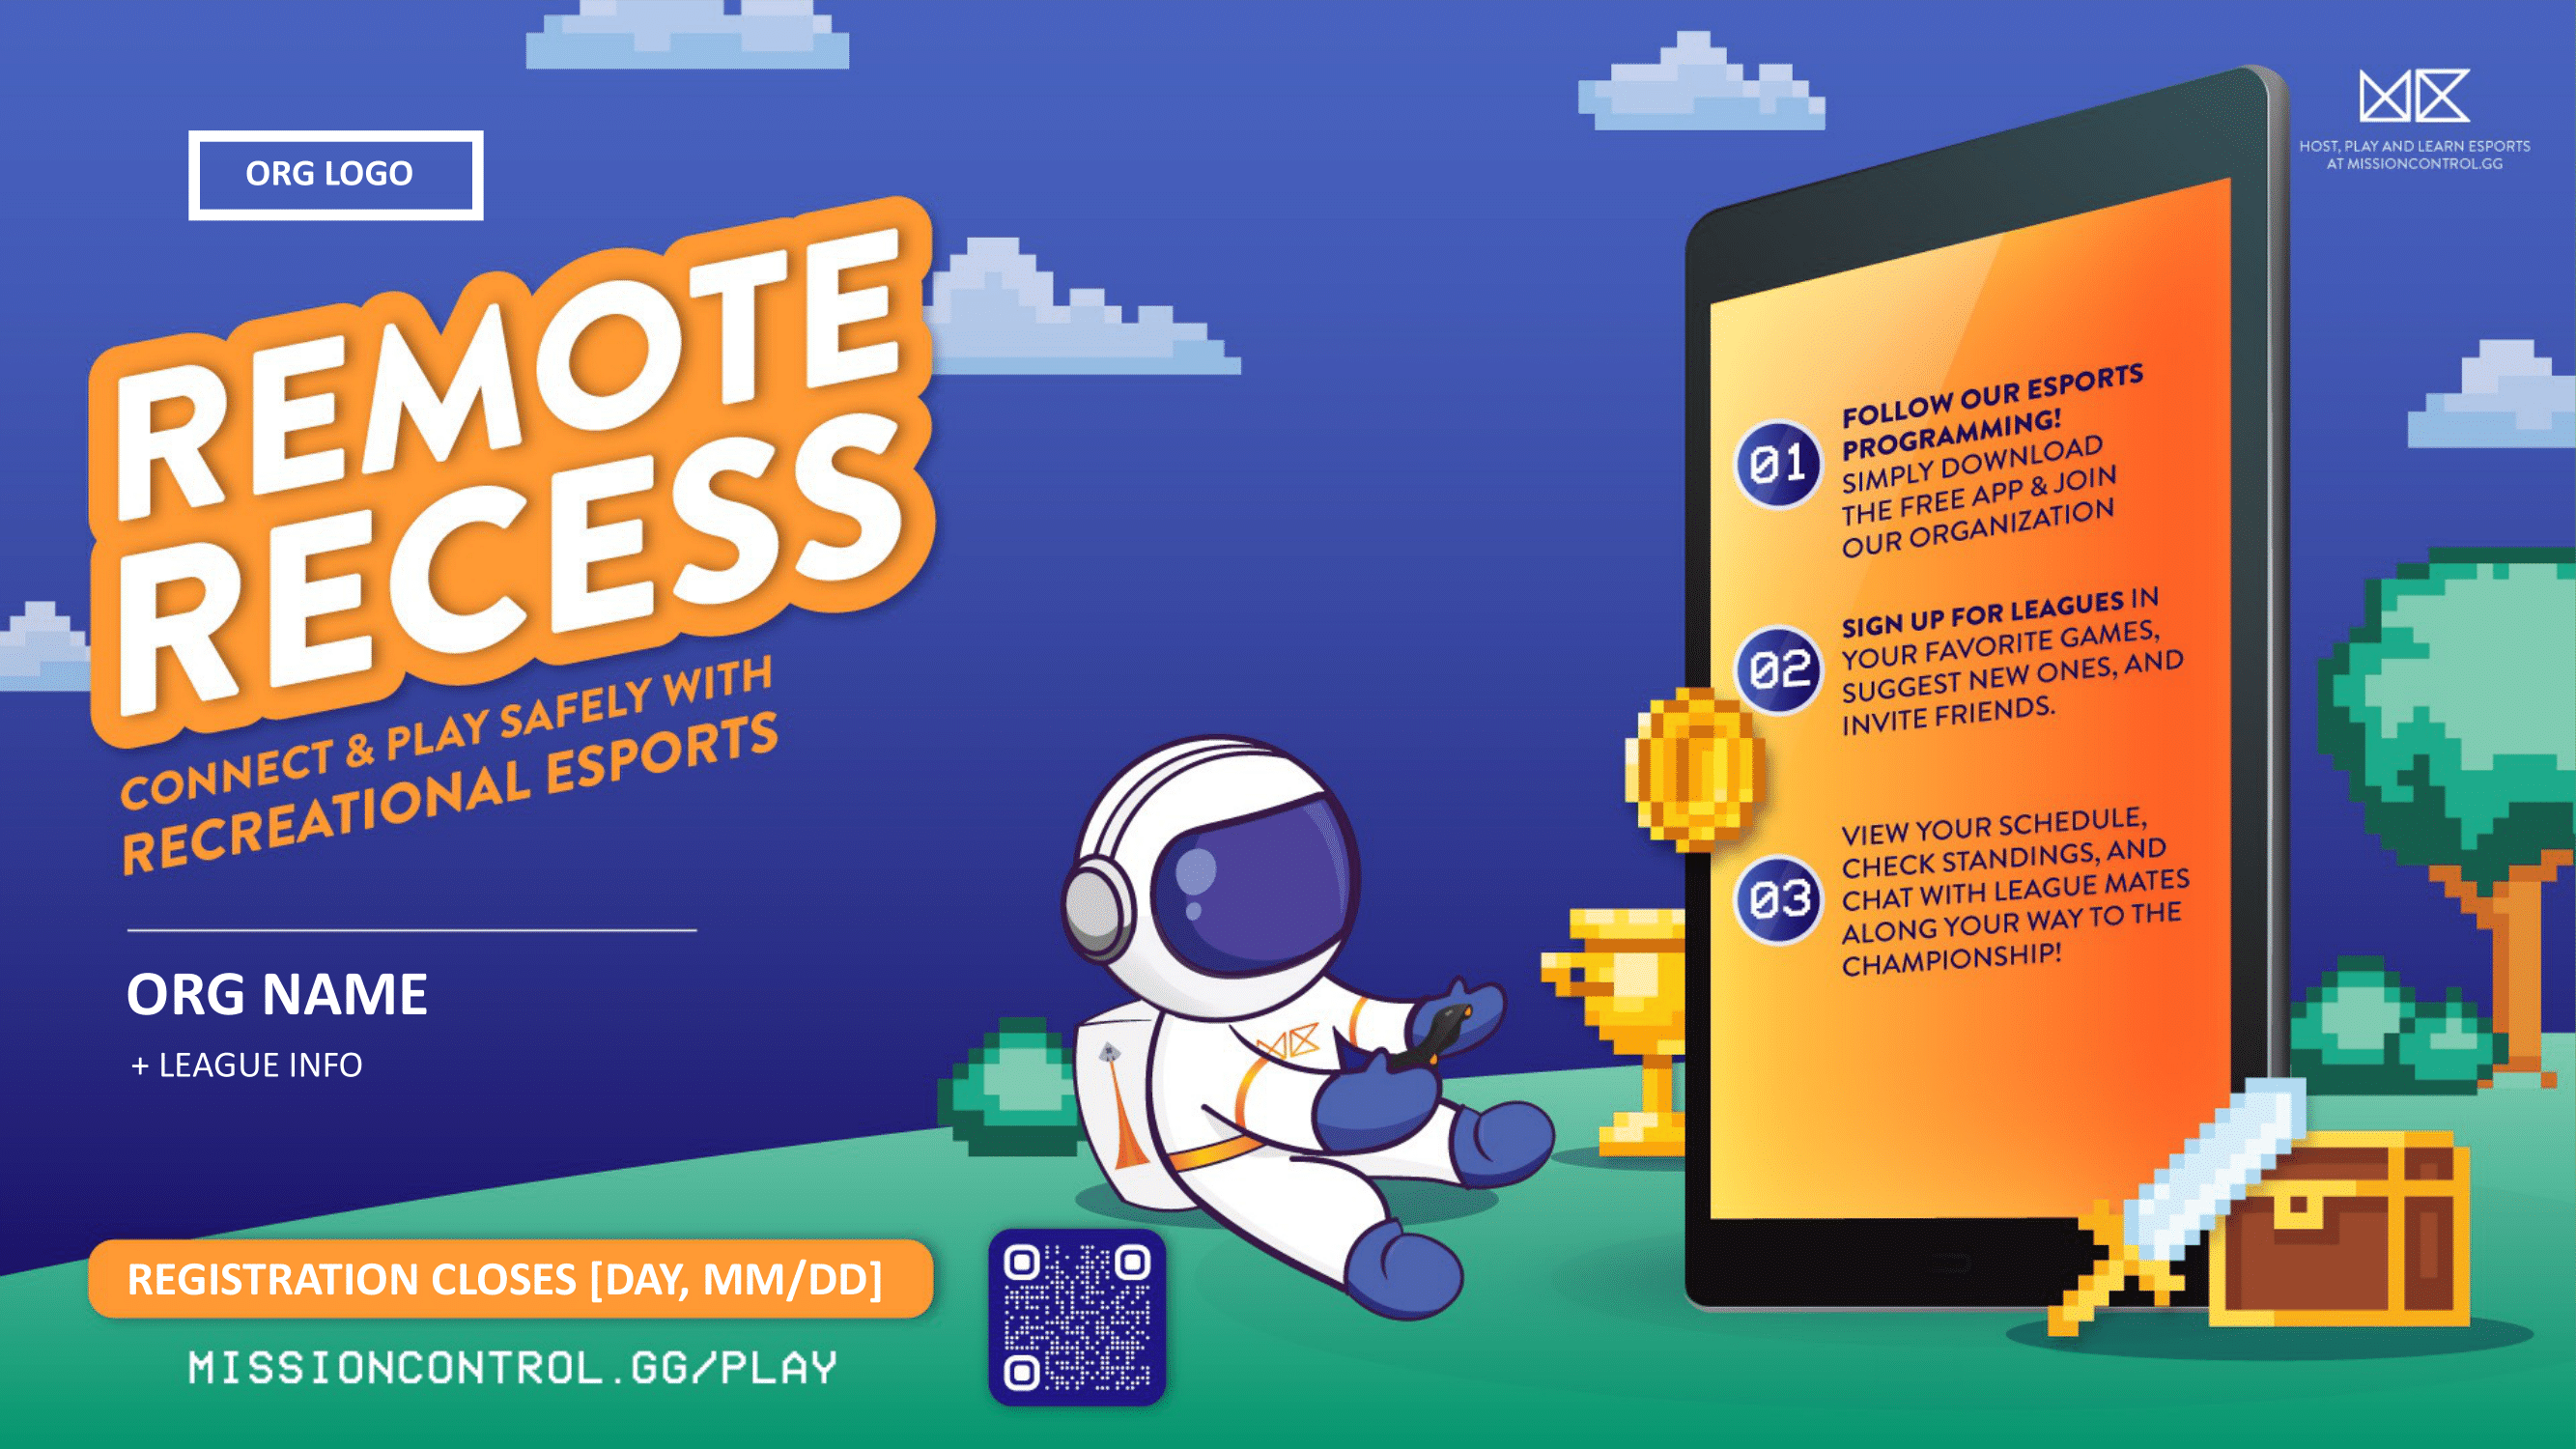 ORG LOGO
REMOTE
RECESS
CONNECT & PLAY SAFELY WITH
RECREATIONAL ESPORTS
ORG NAME
+ LEAGUE INFO
REGISTRATION CLOSES [DAY, MM/DD]
MISSIONCONTROL.GG/PLAY
HOST, PLAY AND LEARN ESPORTS
AT MISSIONCONTROL.GG
01
FOLLOW OUR ESPORTS
PROGRAMMING!
SIMPLY DOWNLOAD
THE FREE APP & JOIN
OUR ORGANIZATION
02
SIGN UP FOR LEAGUES IN
YOUR FAVORITE GAMES,
SUGGEST NEW ONES, AND
INVITE FRIENDS.
03
VIEW YOUR SCHEDULE,
CHECK STANDINGS, AND
CHAT WITH LEAGUE MATES
ALONG YOUR WAY TO THE
CHAMPIONSHIP!